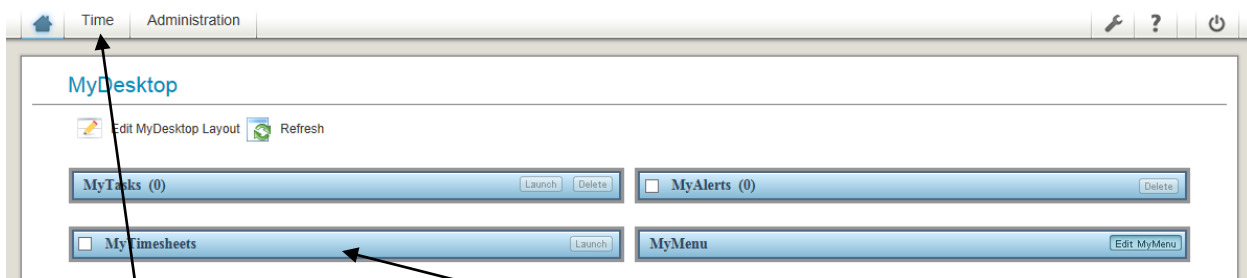 Time Administration ?
MyDesktop
Edit MyDesktop Layout Refresh
MyTasks (0) Launch Delete MyAlerts (0) Delete
MyTimesheets Launch MyMenu Edit MyMenu